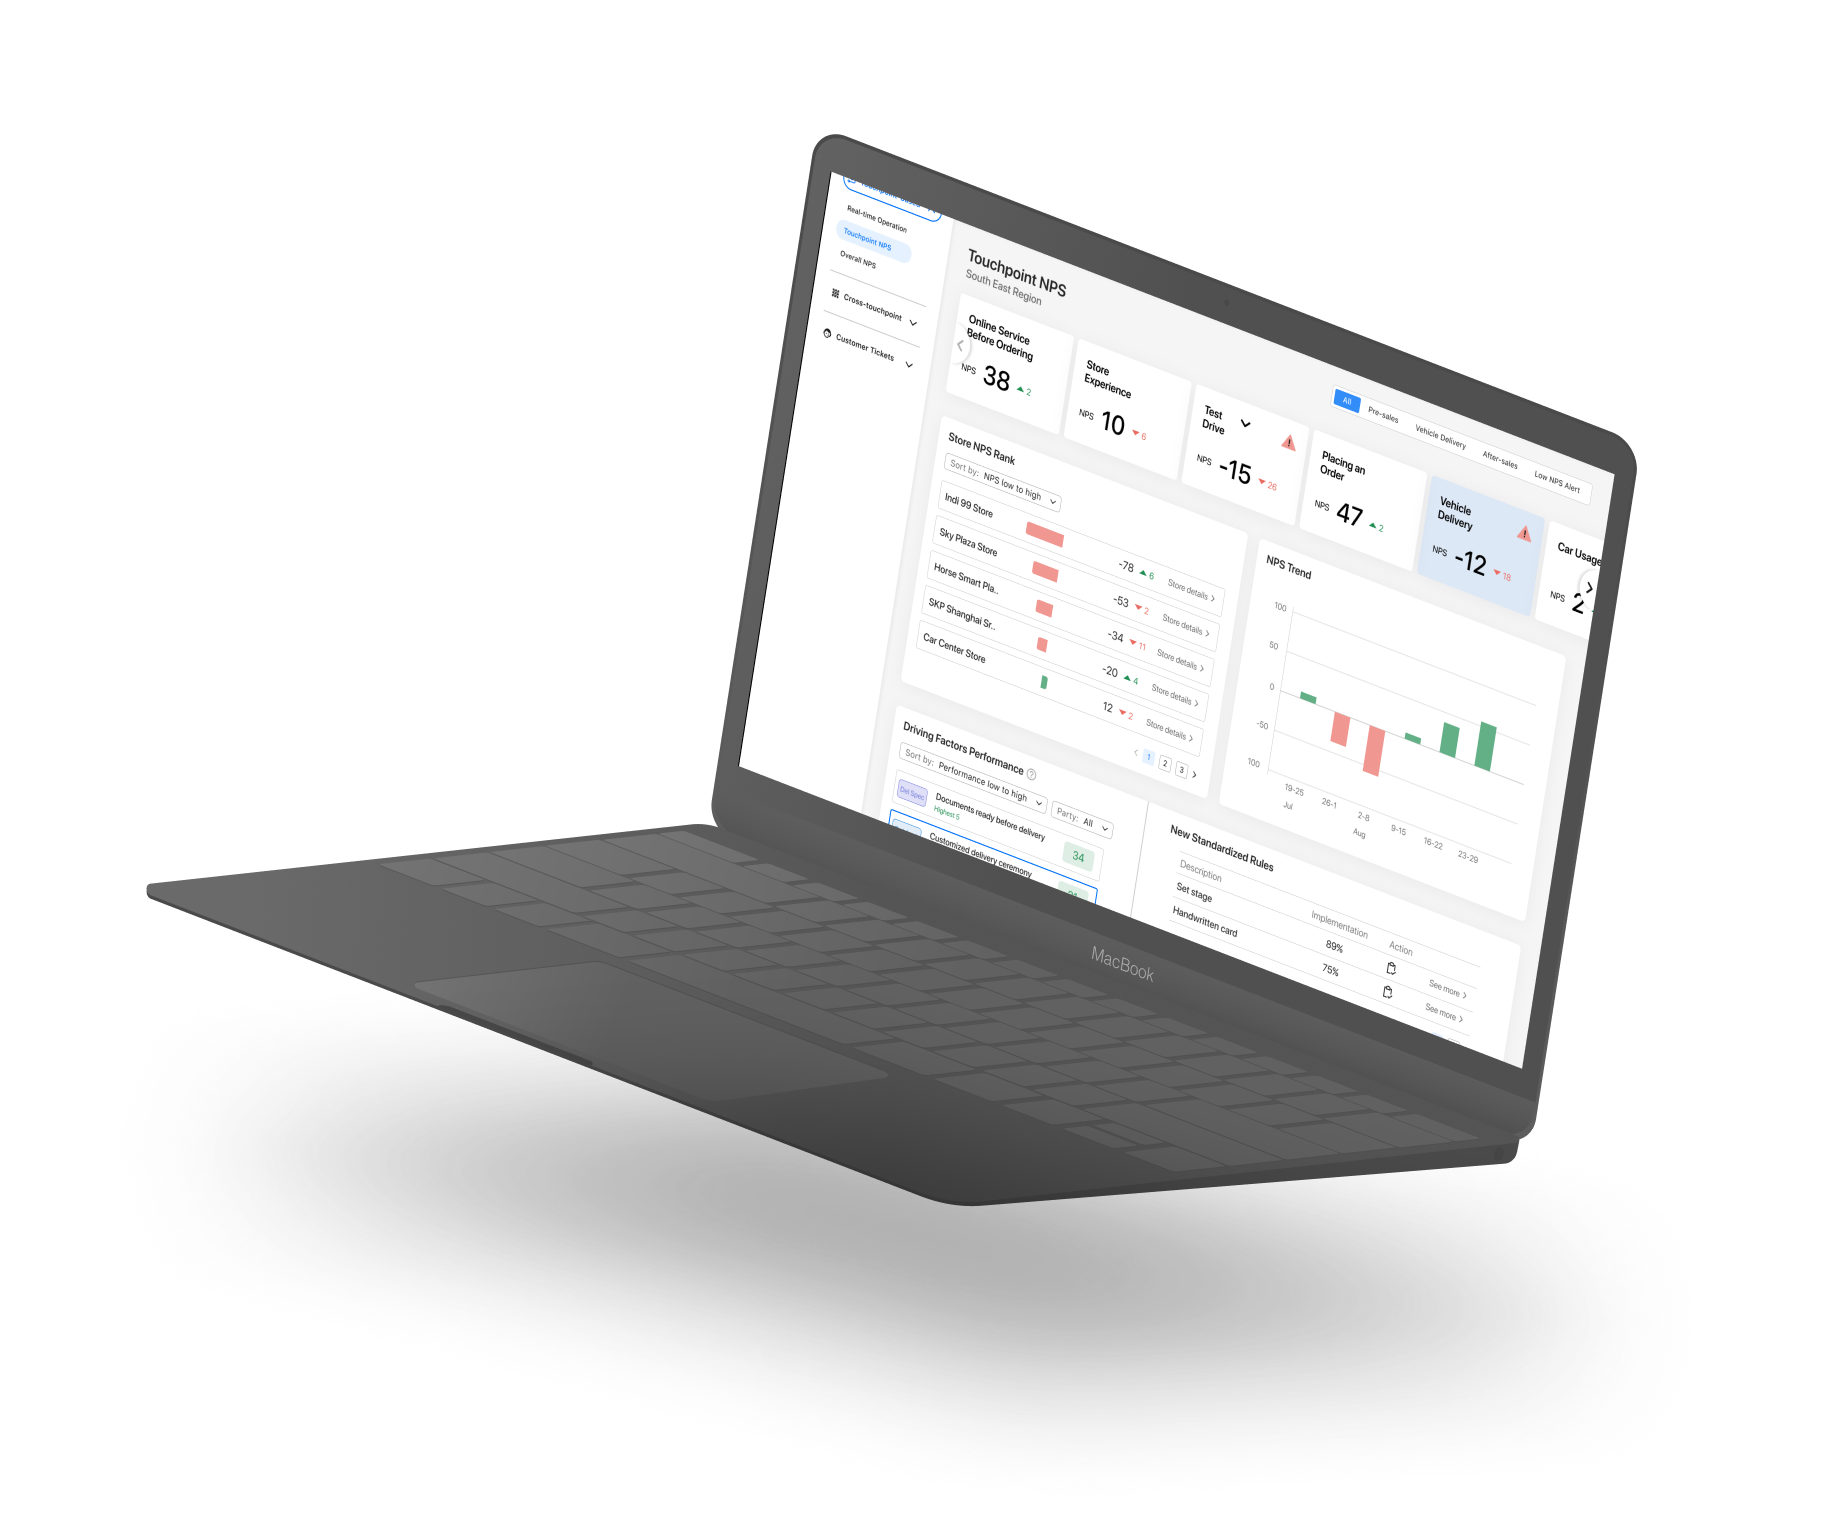 Real-time Operation
Touchpoint NPS
Overall NPS
Cross-touchpoint
Customer Tickets
Touchpoint NPS
South East Region
All
Pre-sales
Vehicle Delivery
After-sales
Low NPS Alert
Online Service
Before Ordering
NPS 38 2
Store
Experience
NPS 10 6
Test
Drive
NPS -15 26
Placing an
Order
NPS 47 2
Vehicle
Delivery
NPS -12 18
Car Usage
NPS
Store NPS Rank
Sort by: NPS low to high
Indi 99 Store -78 6 Store details
Sky Plaza Store -53 2 Store details
Horse Smart Pla.. -34 11 Store details
SKP Shanghai Sr.. -20 4 Store details
Car Center Store 12 2 Store details
1 2 3
NPS Trend
100
50
0
-50
100
19-25 26-1 2-8 9-15 16-22 23-29
Jul Aug
Driving Factors Performance ?
Sort by: Performance low to high
Party: All
Del Spec
Documents ready before delivery
Highest 5
34
Customized delivery ceremony
New Standardized Rules
Description Implementation Action
Set stage 89% See more
Handwritten card 75% See more
MacBook